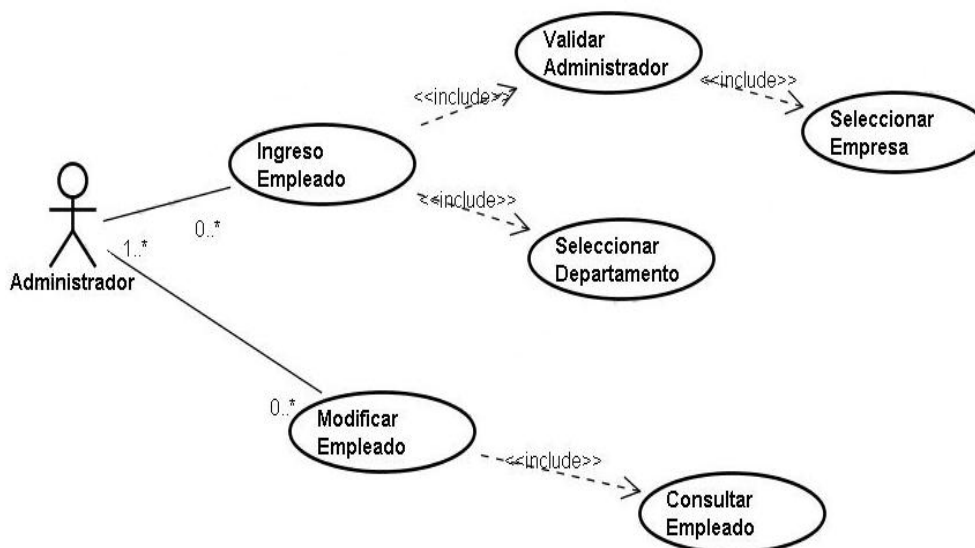 Validar
Administrador
<<include>>
Seleccionar
Empresa
Ingreso
Empleado
<<include>>
0..*
1..*
Seleccionar
Departamento
Administrador
0..*
Modificar
Empleado
<<include>>
Consultar
Empleado
<<include>>